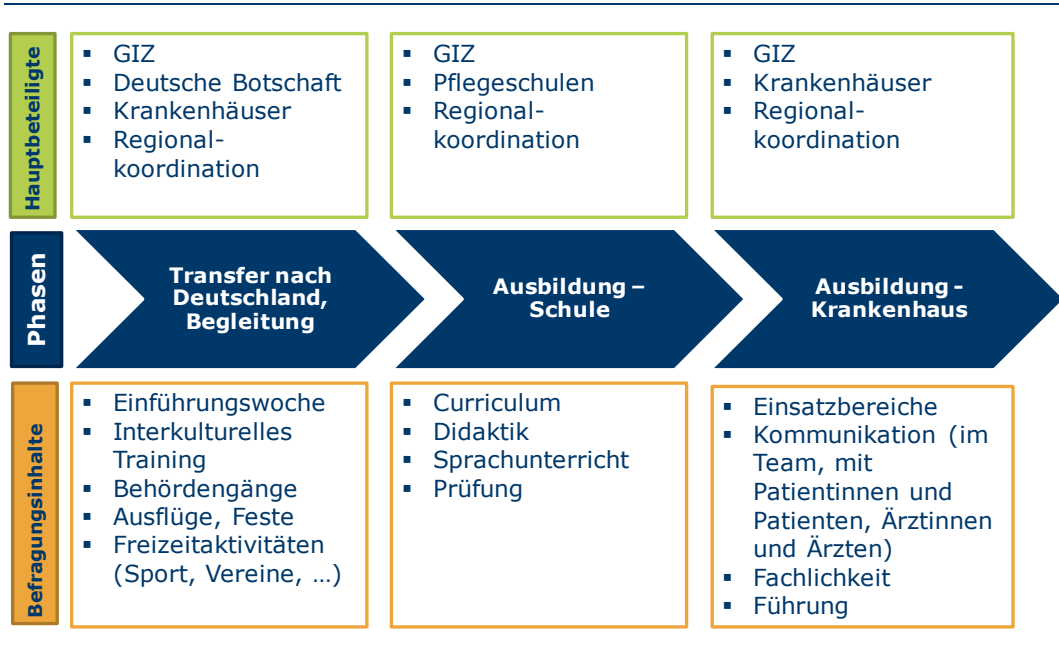 Hauptbeteiligte
▪ GIZ
▪ Deutsche Botschaft
▪ Krankenhäuser
▪ Regional-
koordination
▪ GIZ
▪ Pflegeschulen
▪ Regional-
koordination
▪ GIZ
▪ Krankenhäuser
▪ Regional-
koordination
Phasen
Transfer nach
Deutschland,
Begleitung
Ausbildung –
Schule
Ausbildung -
Krankenhaus
Befragungsinhalte
▪ Einführungswoche
▪ Interkulturelles
Training
▪ Behördengänge
▪ Ausflüge, Feste
▪ Freizeitaktivitäten
(Sport, Vereine, …)
▪ Curriculum
▪ Didaktik
▪ Sprachunterricht
▪ Prüfung
▪ Einsatzbereiche
▪ Kommunikation (im
Team, mit
Patientinnen und
Patienten, Ärztinnen
und Ärzten)
▪ Fachlichkeit
▪ Führung